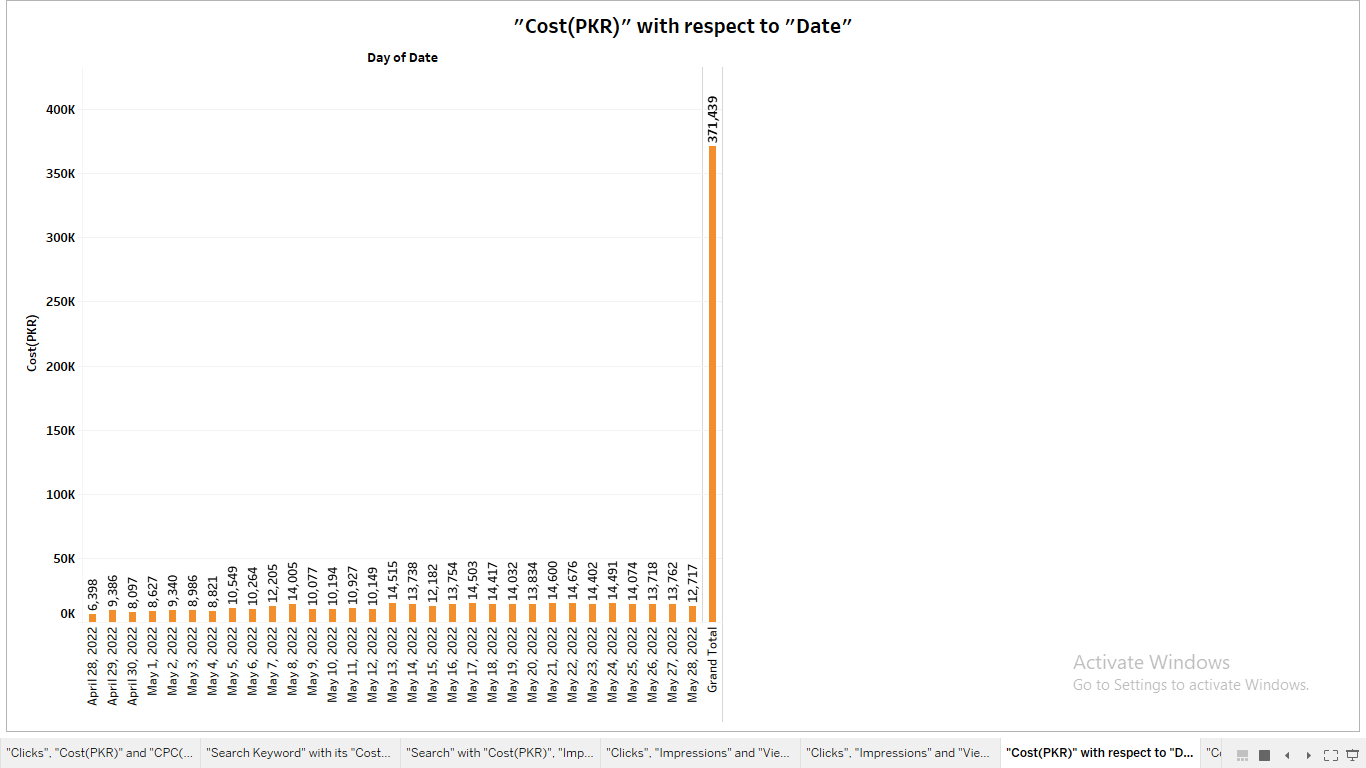 "Cost(PKR)" with respect to "Date"
Day of Date
Cost(PKR)
400K
350K
300K
250K
200K
150K
100K
50K
0K
6,398
9,386
8,097
8,627
9,340
8,986
8,821
10,549
10,264
12,205
14,005
10,077
10,194
10,927
10,149
14,515
13,738
12,182
13,754
14,503
14,417
14,032
13,834
14,600
14,676
14,402
14,491
14,074
13,718
13,762
12,717
371,439
April 28, 2022
April 29, 2022
April 30, 2022
May 1, 2022
May 2, 2022
May 3, 2022
May 4, 2022
May 5, 2022
May 6, 2022
May 7, 2022
May 8, 2022
May 9, 2022
May 10, 2022
May 11, 2022
May 12, 2022
May 13, 2022
May 14, 2022
May 15, 2022
May 16, 2022
May 17, 2022
May 18, 2022
May 19, 2022
May 20, 2022
May 21, 2022
May 22, 2022
May 23, 2022
May 24, 2022
May 25, 2022
May 26, 2022
May 27, 2022
May 28, 2022
Grand Total
Activate Windows
Go to Settings to activate Windows.
"Clicks", "Cost(PKR)" and "CPC(...
"Search Keyword" with its "Cost...
"Search" with "Cost(PKR)", "Imp...
"Clicks", "Impressions" and "Vie...
"Clicks", "Impressions" and "Vie...
"Cost(PKR)" with respect to "D...